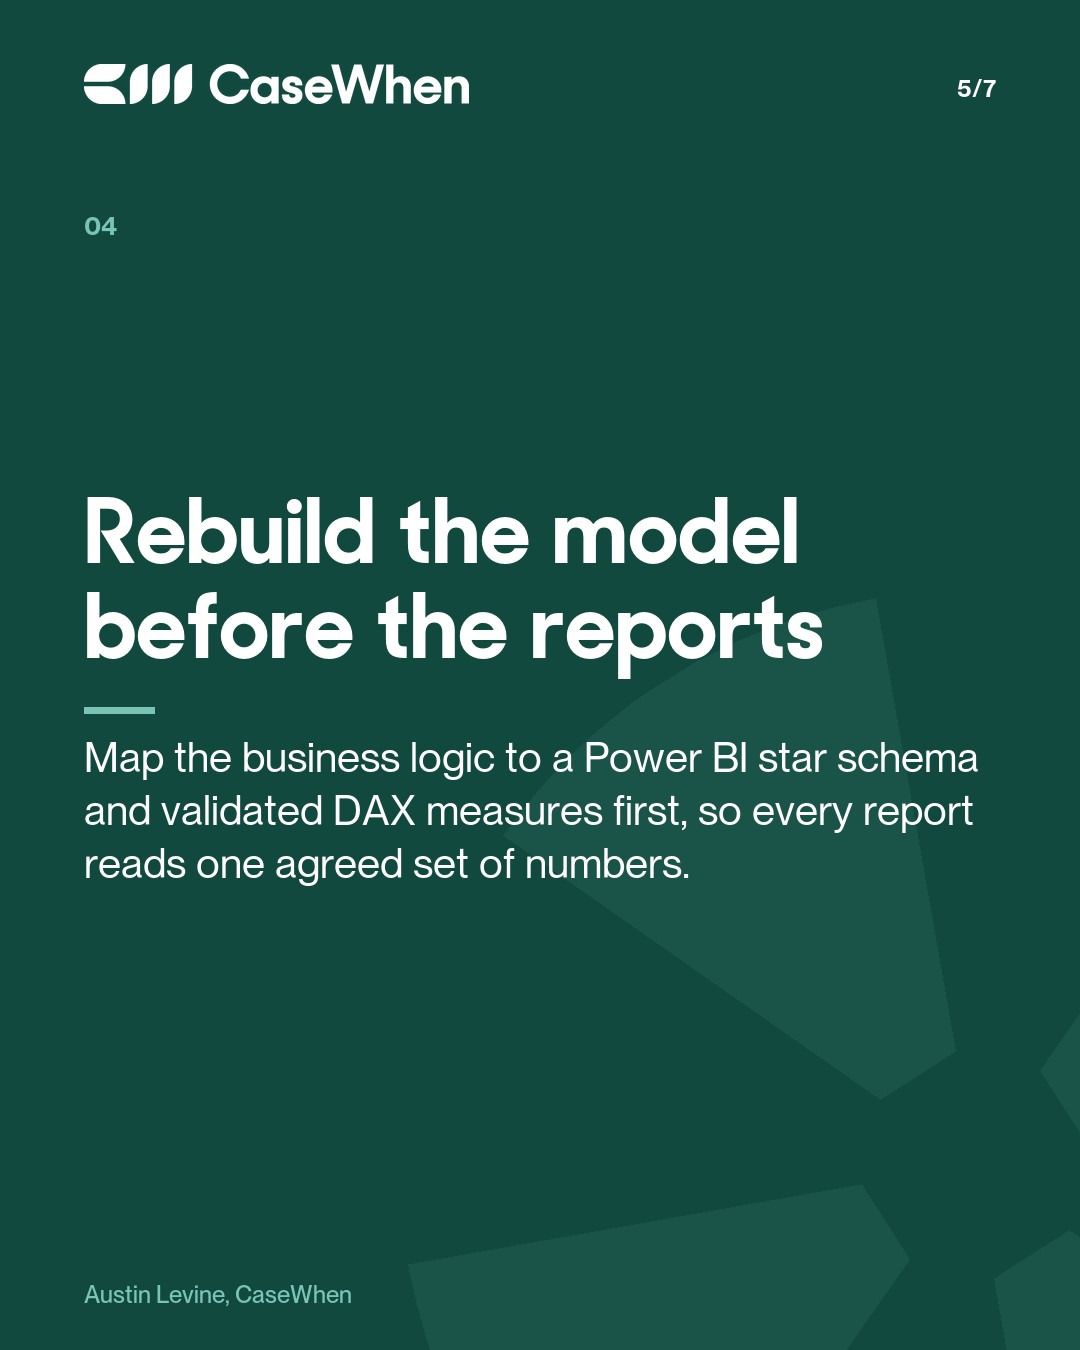 CaseWhen
5/7
04
Rebuild the model
before the reports
Map the business logic to a Power BI star schema
and validated DAX measures first, so every report
reads one agreed set of numbers.
Austin Levine, CaseWhen